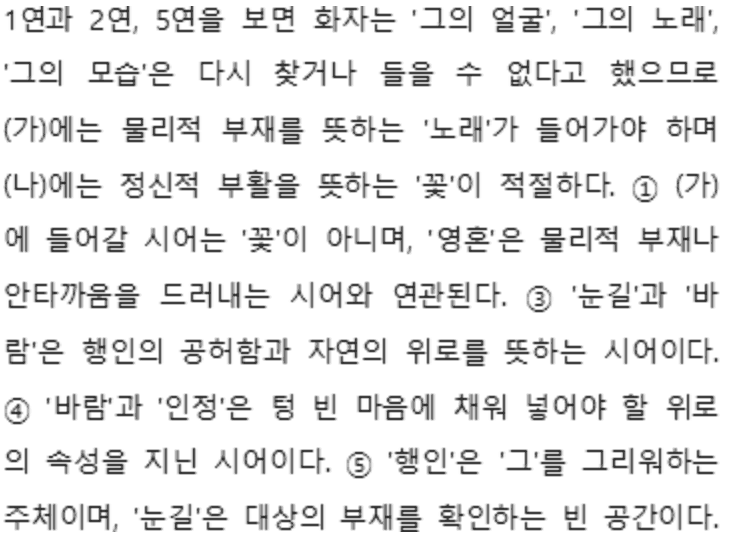 1연과 2연, 5연을 보면 화자는 '그의 얼굴', '그의 노래',
'그의 모습'은 다시 찾거나 들을 수 없다고 했으므로
(가)에는 물리적 부재를 뜻하는 '노래'가 들어가야 하며
(나)에는 정신적 부활을 뜻하는 '꽃'이 적절하다. ① (가)
에 들어갈 시어는 '꽃'이 아니며, '영혼'은 물리적 부재나
안타까움을 드러내는 시어와 연관된다. ③ '눈길'과 '바
람'은 행인의 공허함과 자연의 위로를 뜻하는 시어이다.
④ '바람'과 '인정'은 텅 빈 마음에 채워 넣어야 할 위로
의 속성을 지닌 시어이다. ⑤ '행인'은 '그'를 그리워하는
주체이며, '눈길'은 대상의 부재를 확인하는 빈 공간이다.